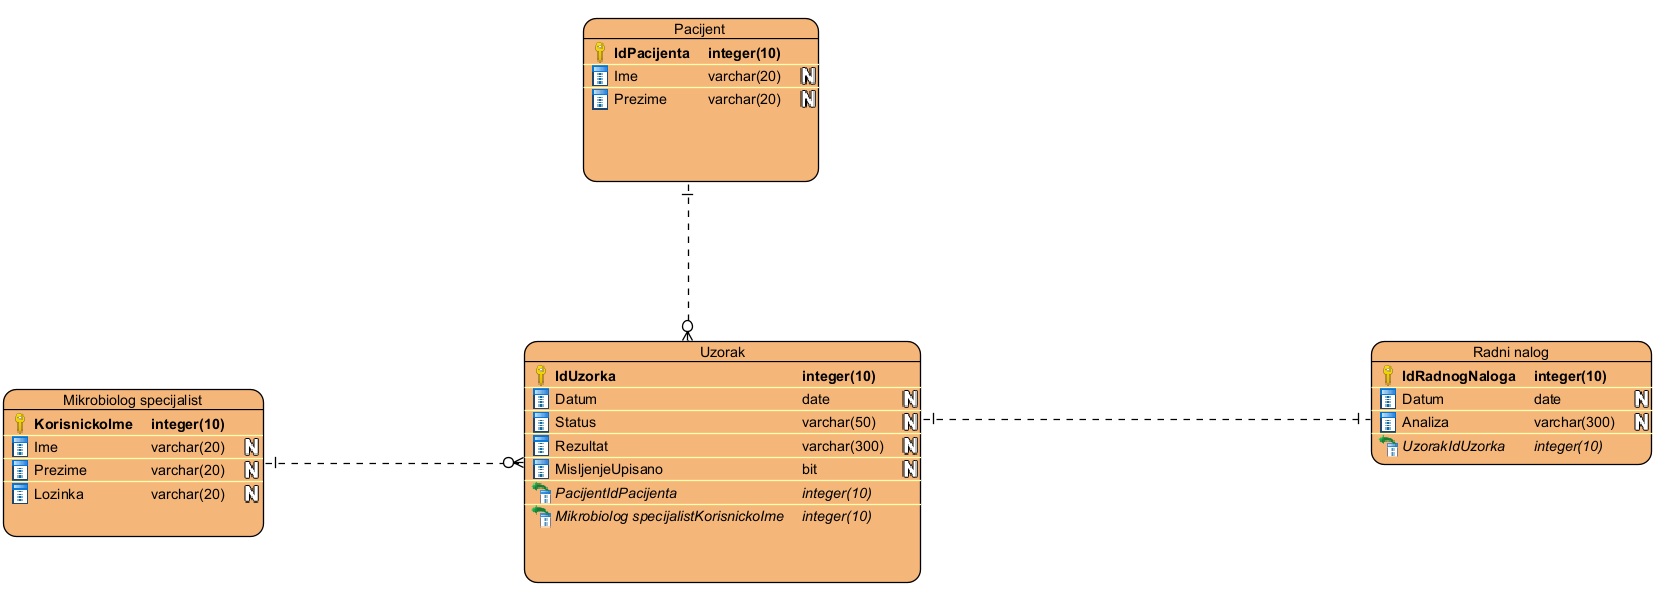 Pacijent
IdPacijenta integer(10)
Ime varchar(20) N
Prezime varchar(20) N
Mikrobiolog specijalist
KorisnickoIme integer(10)
Ime varchar(20) N
Prezime varchar(20) N
Lozinka varchar(20) N
Uzorak
IdUzorka integer(10)
Datum date N
Status varchar(50) N
Rezultat varchar(300) N
MisljenjeUpisano bit N
PacijentIdPacijenta integer(10)
Mikrobiolog specijalistKorisnickoIme integer(10)
Radni nalog
IdRadnogNaloga integer(10)
Datum date N
Analiza varchar(300) N
UzorakIdUzorka integer(10)